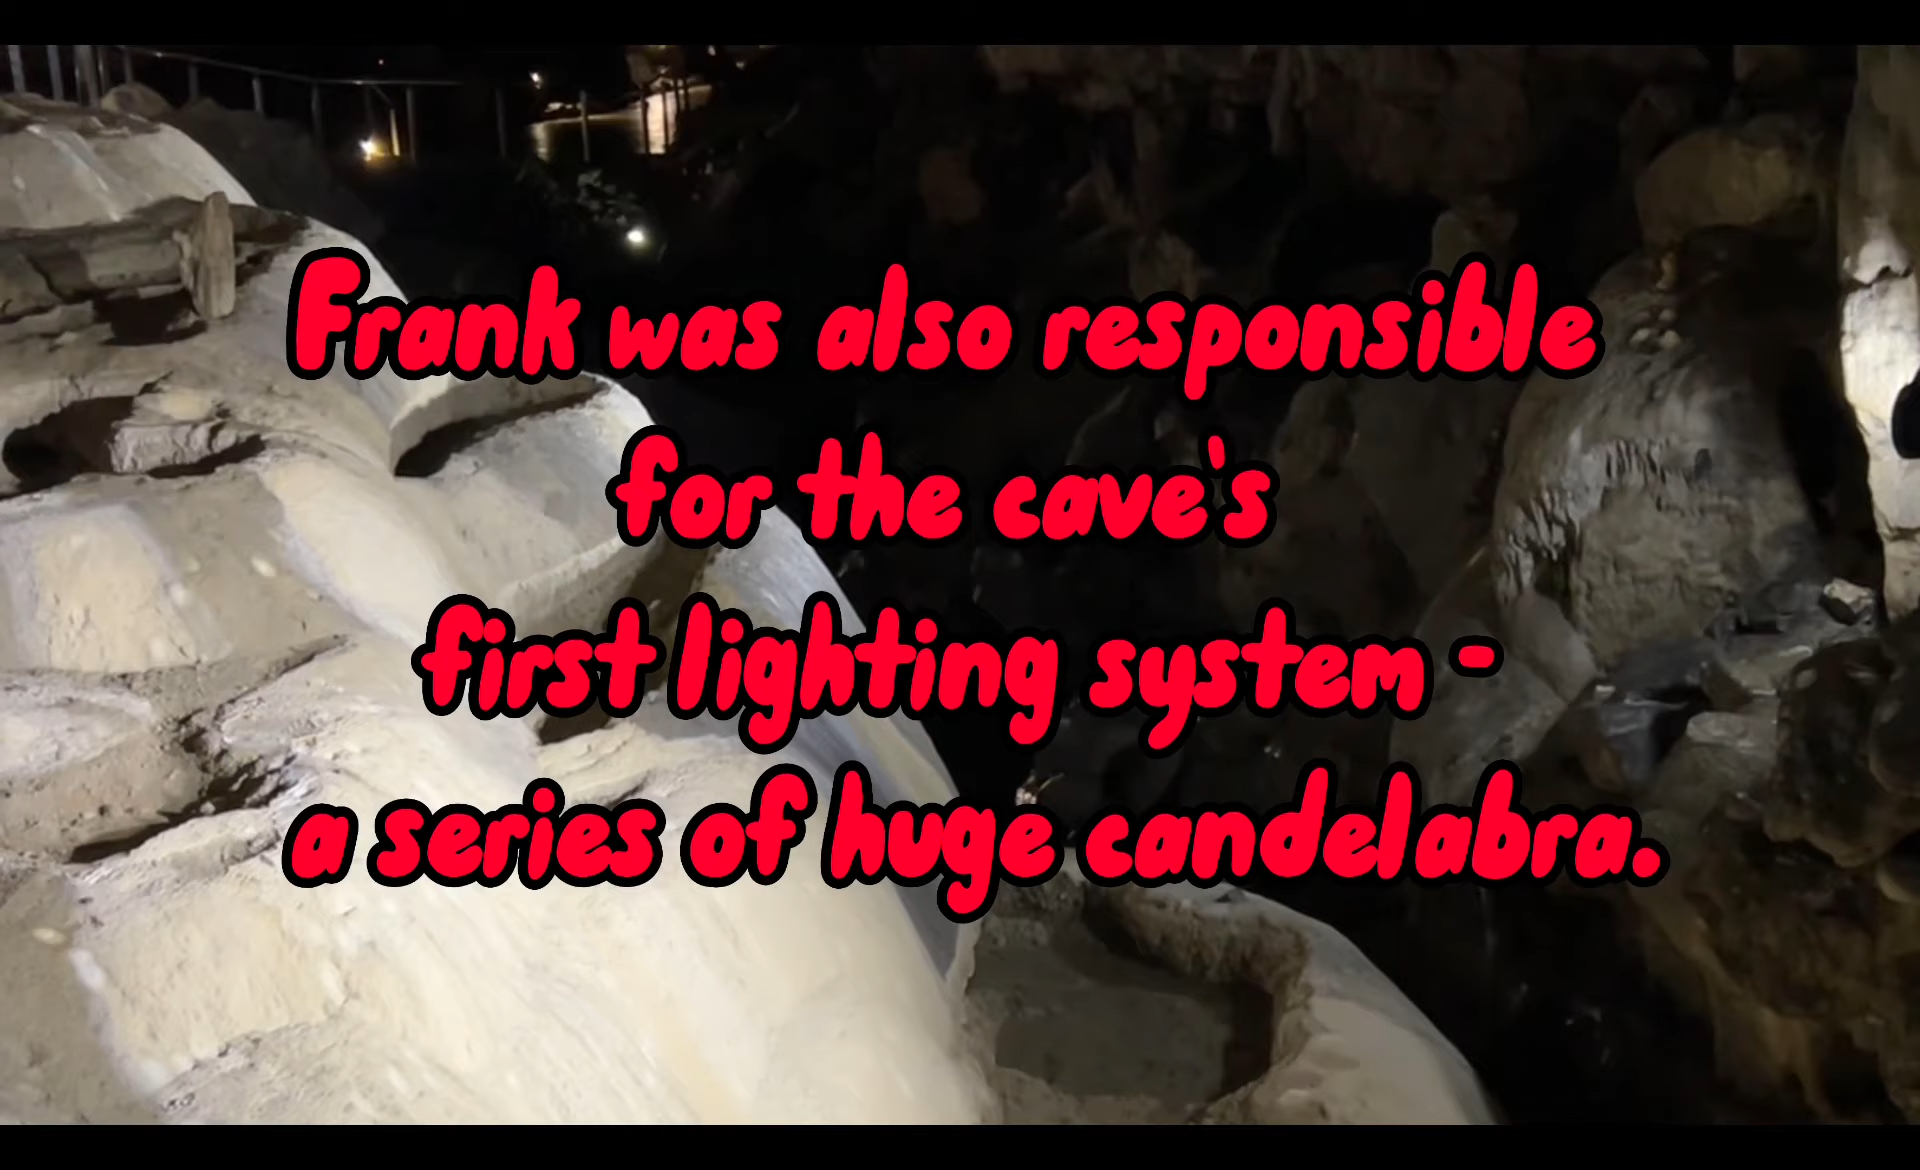 Frank was also responsible
for the cave's
first lighting system -
a series of huge candelabra.